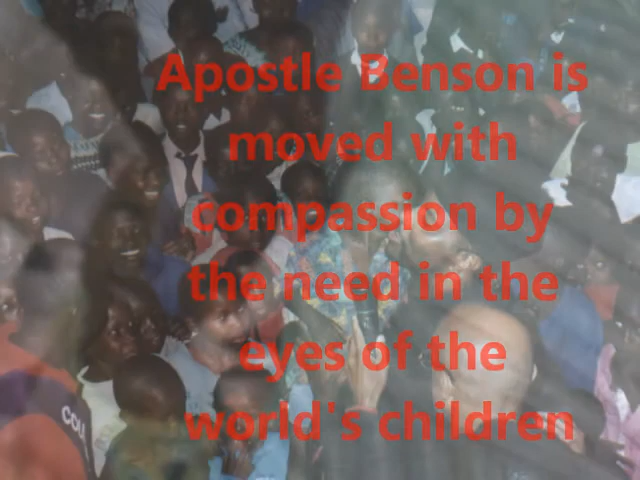 Apostle Benson is
moved with
compassion by
the need in the
eyes of the
world's children